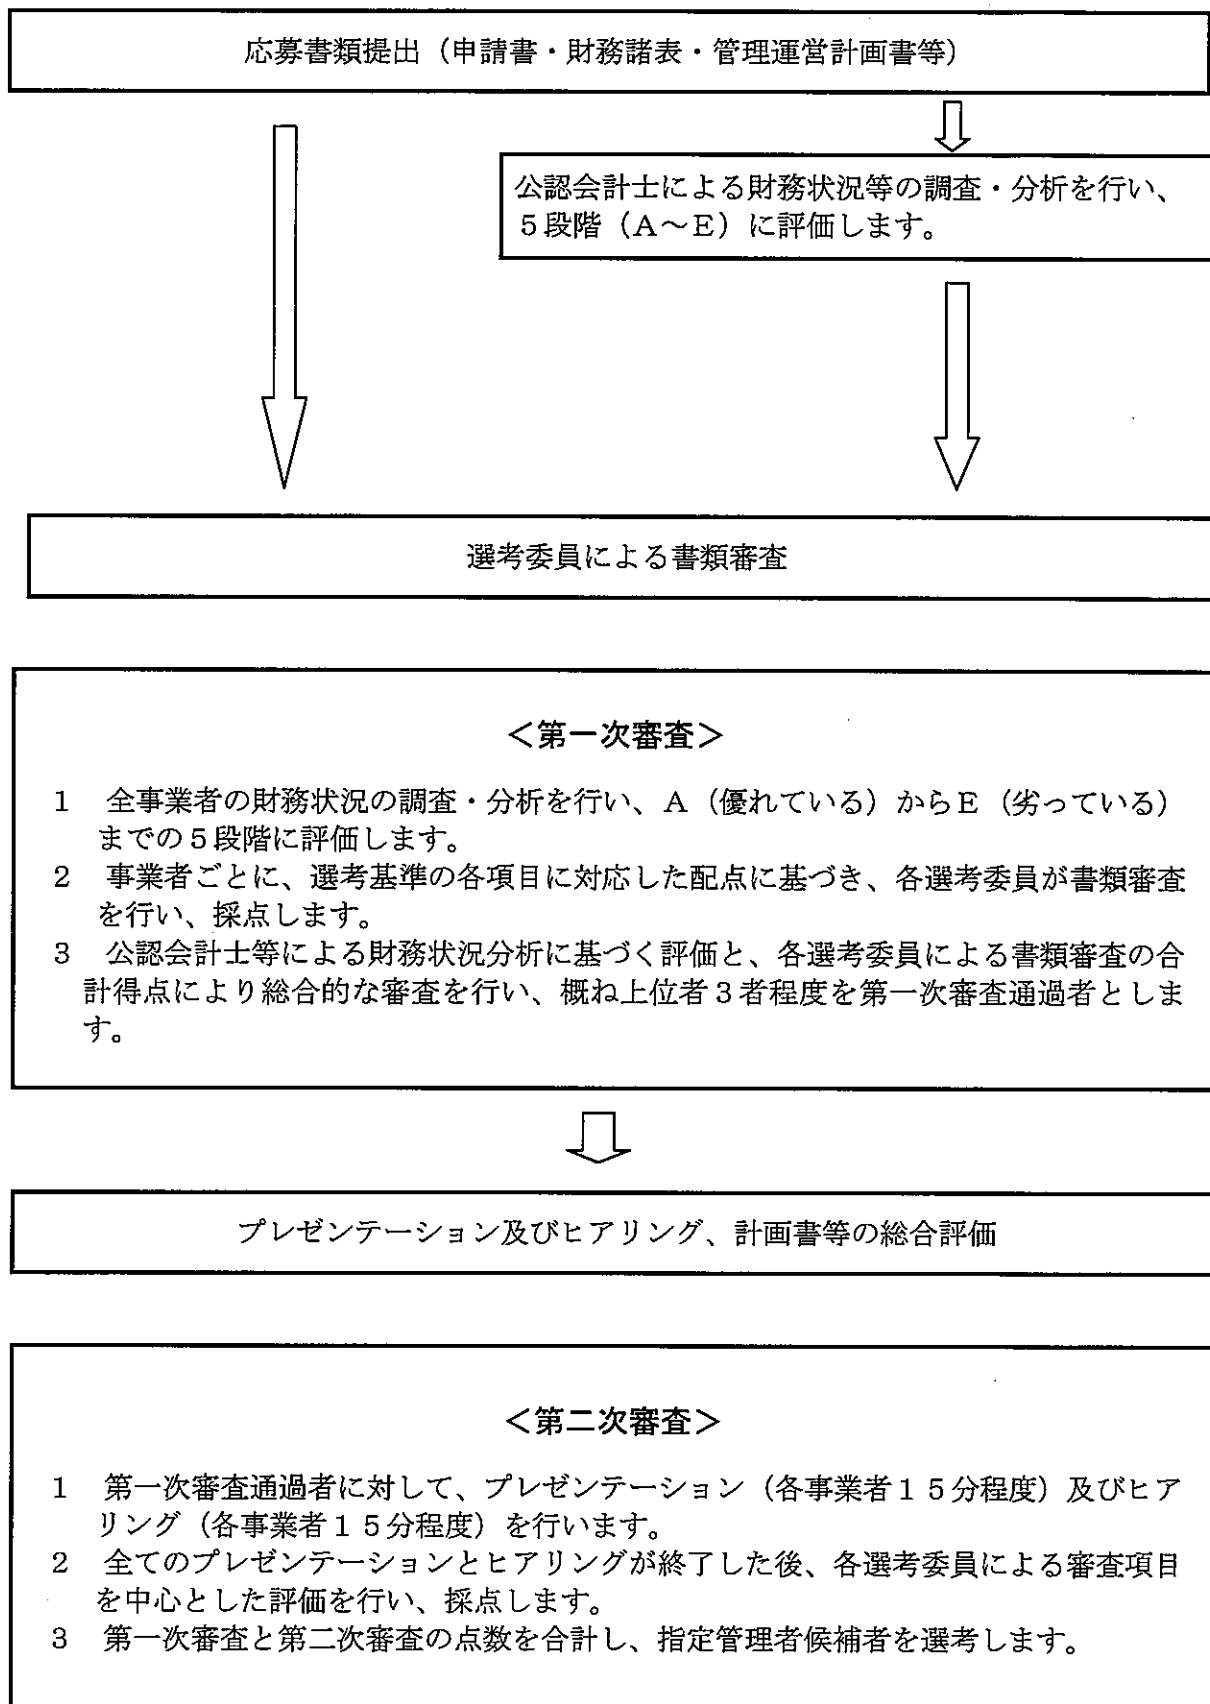 応募書類提出（申請書・財務諸表・管理運営計画書等）
公認会計士による財務状況等の調査・分析を行い、
５段階（A～E）に評価します。
選考委員による書類審査
＜第一次審査＞
1　全事業者の財務状況の調査・分析を行い、A（優れている）からE（劣っている）
までの５段階に評価します。
2　事業者ごとに、選考基準の各項目に対応した配点に基づき、各選考委員が書類審査
を行い、採点します。
3　公認会計士等による財務状況分析に基づく評価と、各選考委員による書類審査の合
計得点により総合的な審査を行い、概ね上位者３者程度を第一次審査通過者としま
す。
プレゼンテーション及びヒアリング、計画書等の総合評価
＜第二次審査＞
1　第一次審査通過者に対して、プレゼンテーション（各事業者１５分程度）及びヒア
リング（各事業者１５分程度）を行います。
2　全てのプレゼンテーションとヒアリングが終了した後、各選考委員による審査項目
を中心とした評価を行い、採点します。
3　第一次審査と第二次審査の点数を合計し、指定管理者候補者を選考します。